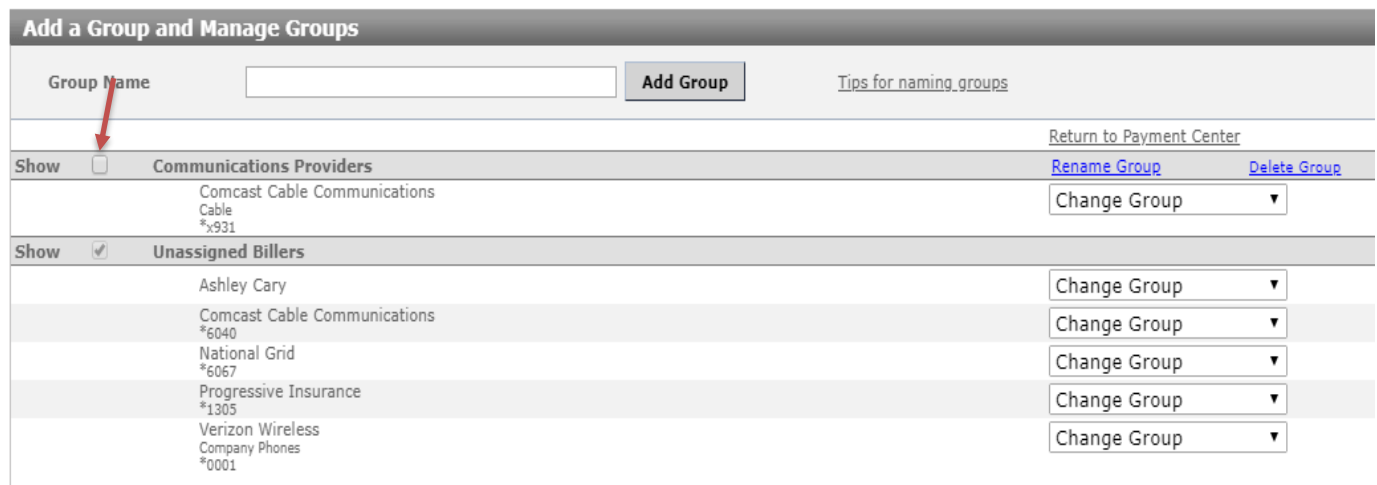 Add a Group and Manage Groups
Group Name Add Group Tips for naming groups
Return to Payment Center
Show Communications Providers Rename Group Delete Group
Comcast Cable Communications Change Group
Cable
*x931
Show Unassigned Billers
Ashley Cary Change Group
Comcast Cable Communications Change Group
*6040
National Grid Change Group
*6067
Progressive Insurance Change Group
*1305
Verizon Wireless Change Group
Company Phones
*0001